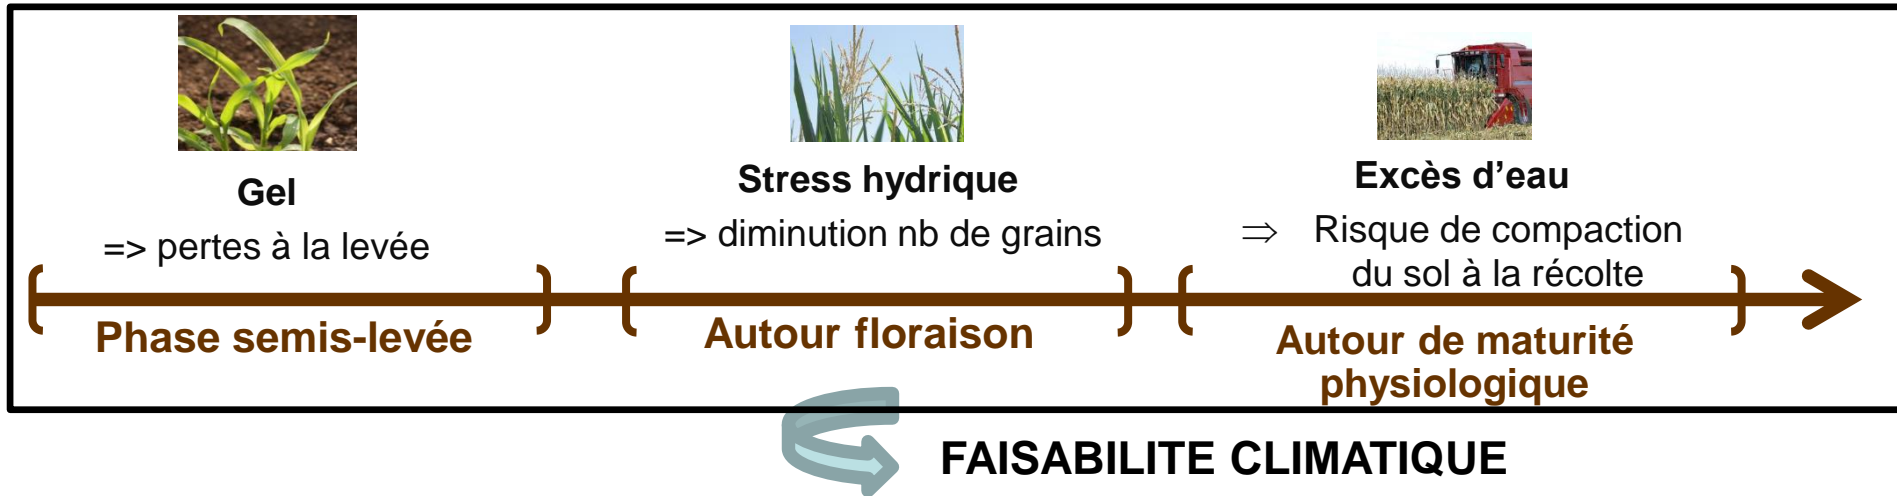 Gel
=> pertes à la levée
Phase semis-levée
Stress hydrique
=> diminution nb de grains
Autour floraison
Excès d’eau
⇒ Risque de compaction
du sol à la récolte
Autour de maturité
physiologique
FAISABILITE CLIMATIQUE